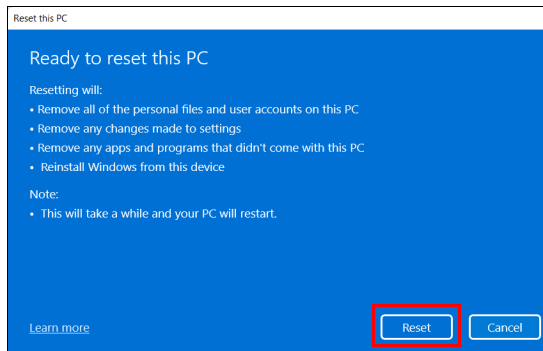 Reset this PC
Ready to reset this PC
Resetting will:
• Remove all of the personal files and user accounts on this PC
• Remove any changes made to settings
• Remove any apps and programs that didn't come with this PC
• Reinstall Windows from this device
Note:
• This will take a while and your PC will restart.
Learn more
Reset
Cancel